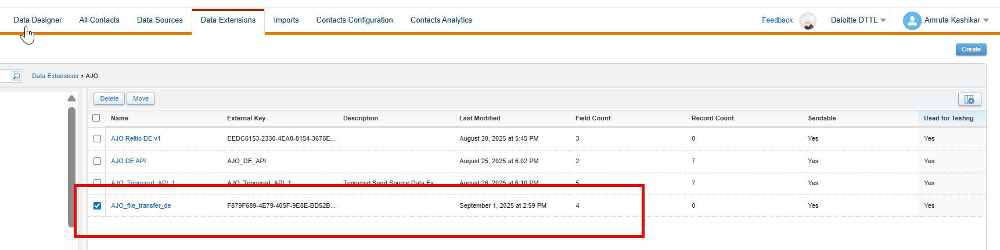 Data Designer All Contacts Data Sources Data Extensions Imports Contacts Configuration Contacts Analytics Feedback Deloitte DTTL Amruta Kashikar
Create
Data Extensions > AJO
Delete Move
Name External Key Description Last Modified Field Count Record Count Sendable Used for Testing
AJO Reltio DE v1 EEDC6153-2330-4EA0-8154-3676E... August 20, 2025 at 5:45 PM 3 0 Yes Yes
AJO DE API AJO_DE_API August 25, 2025 at 6:02 PM 2 7 Yes Yes
AJO_Triggered_API_1 AJO_Triggered_API_1 Triggered Send Source Data Ex... August 26, 2025 at 6:10 PM 5 7 Yes Yes
AJO_file_transfer_de F879F689-4E79-405F-9E8E-BD52B... September 1, 2025 at 2:59 PM 4 0 Yes Yes